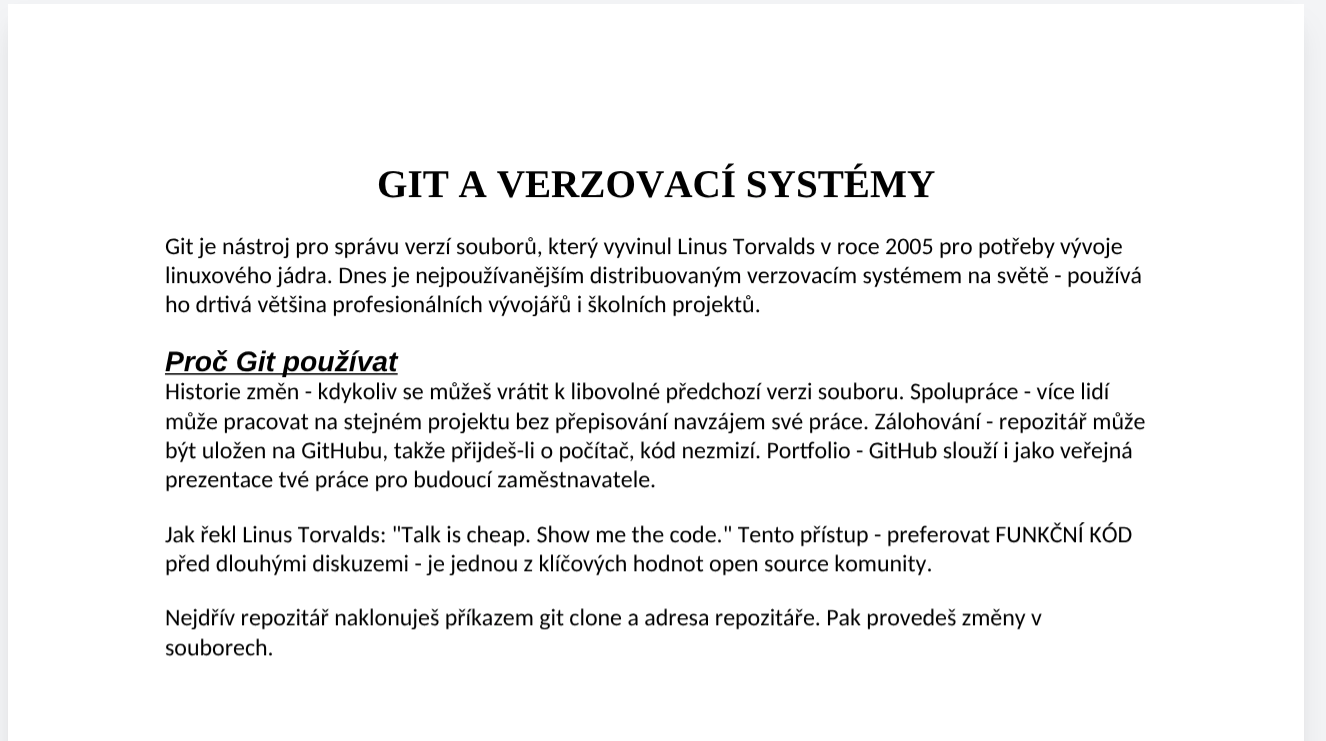 GIT A VERZOVACÍ SYSTÉMY
Git je nástroj pro správu verzí souborů, který vyvinul Linus Torvalds v roce 2005 pro potřeby vývoje
linuxového jádra. Dnes je nejpoužívanějším distribuovaným verzovacím systémem na světě - používá
ho drtivá většina profesionálních vývojářů i školních projektů.
Proč Git používat
Historie změn - kdykoliv se můžeš vrátit k libovolné předchozí verzi souboru. Spolupráce - více lidí
může pracovat na stejném projektu bez přepisování navzájem své práce. Zálohování - repozitář může
být uložen na GitHubu, takže přijdeš-li o počítač, kód nezmizí. Portfolio - GitHub slouží i jako veřejná
prezentace tvé práce pro budoucí zaměstnavatele.
Jak řekl Linus Torvalds: "Talk is cheap. Show me the code." Tento přístup - preferovat FUNKČNÍ KÓD
před dlouhými diskuzemi - je jednou z klíčových hodnot open source komunity.
Nejdřív repozitář naklonuješ příkazem git clone a adresa repozitáře. Pak provedeš změny v
souborech.